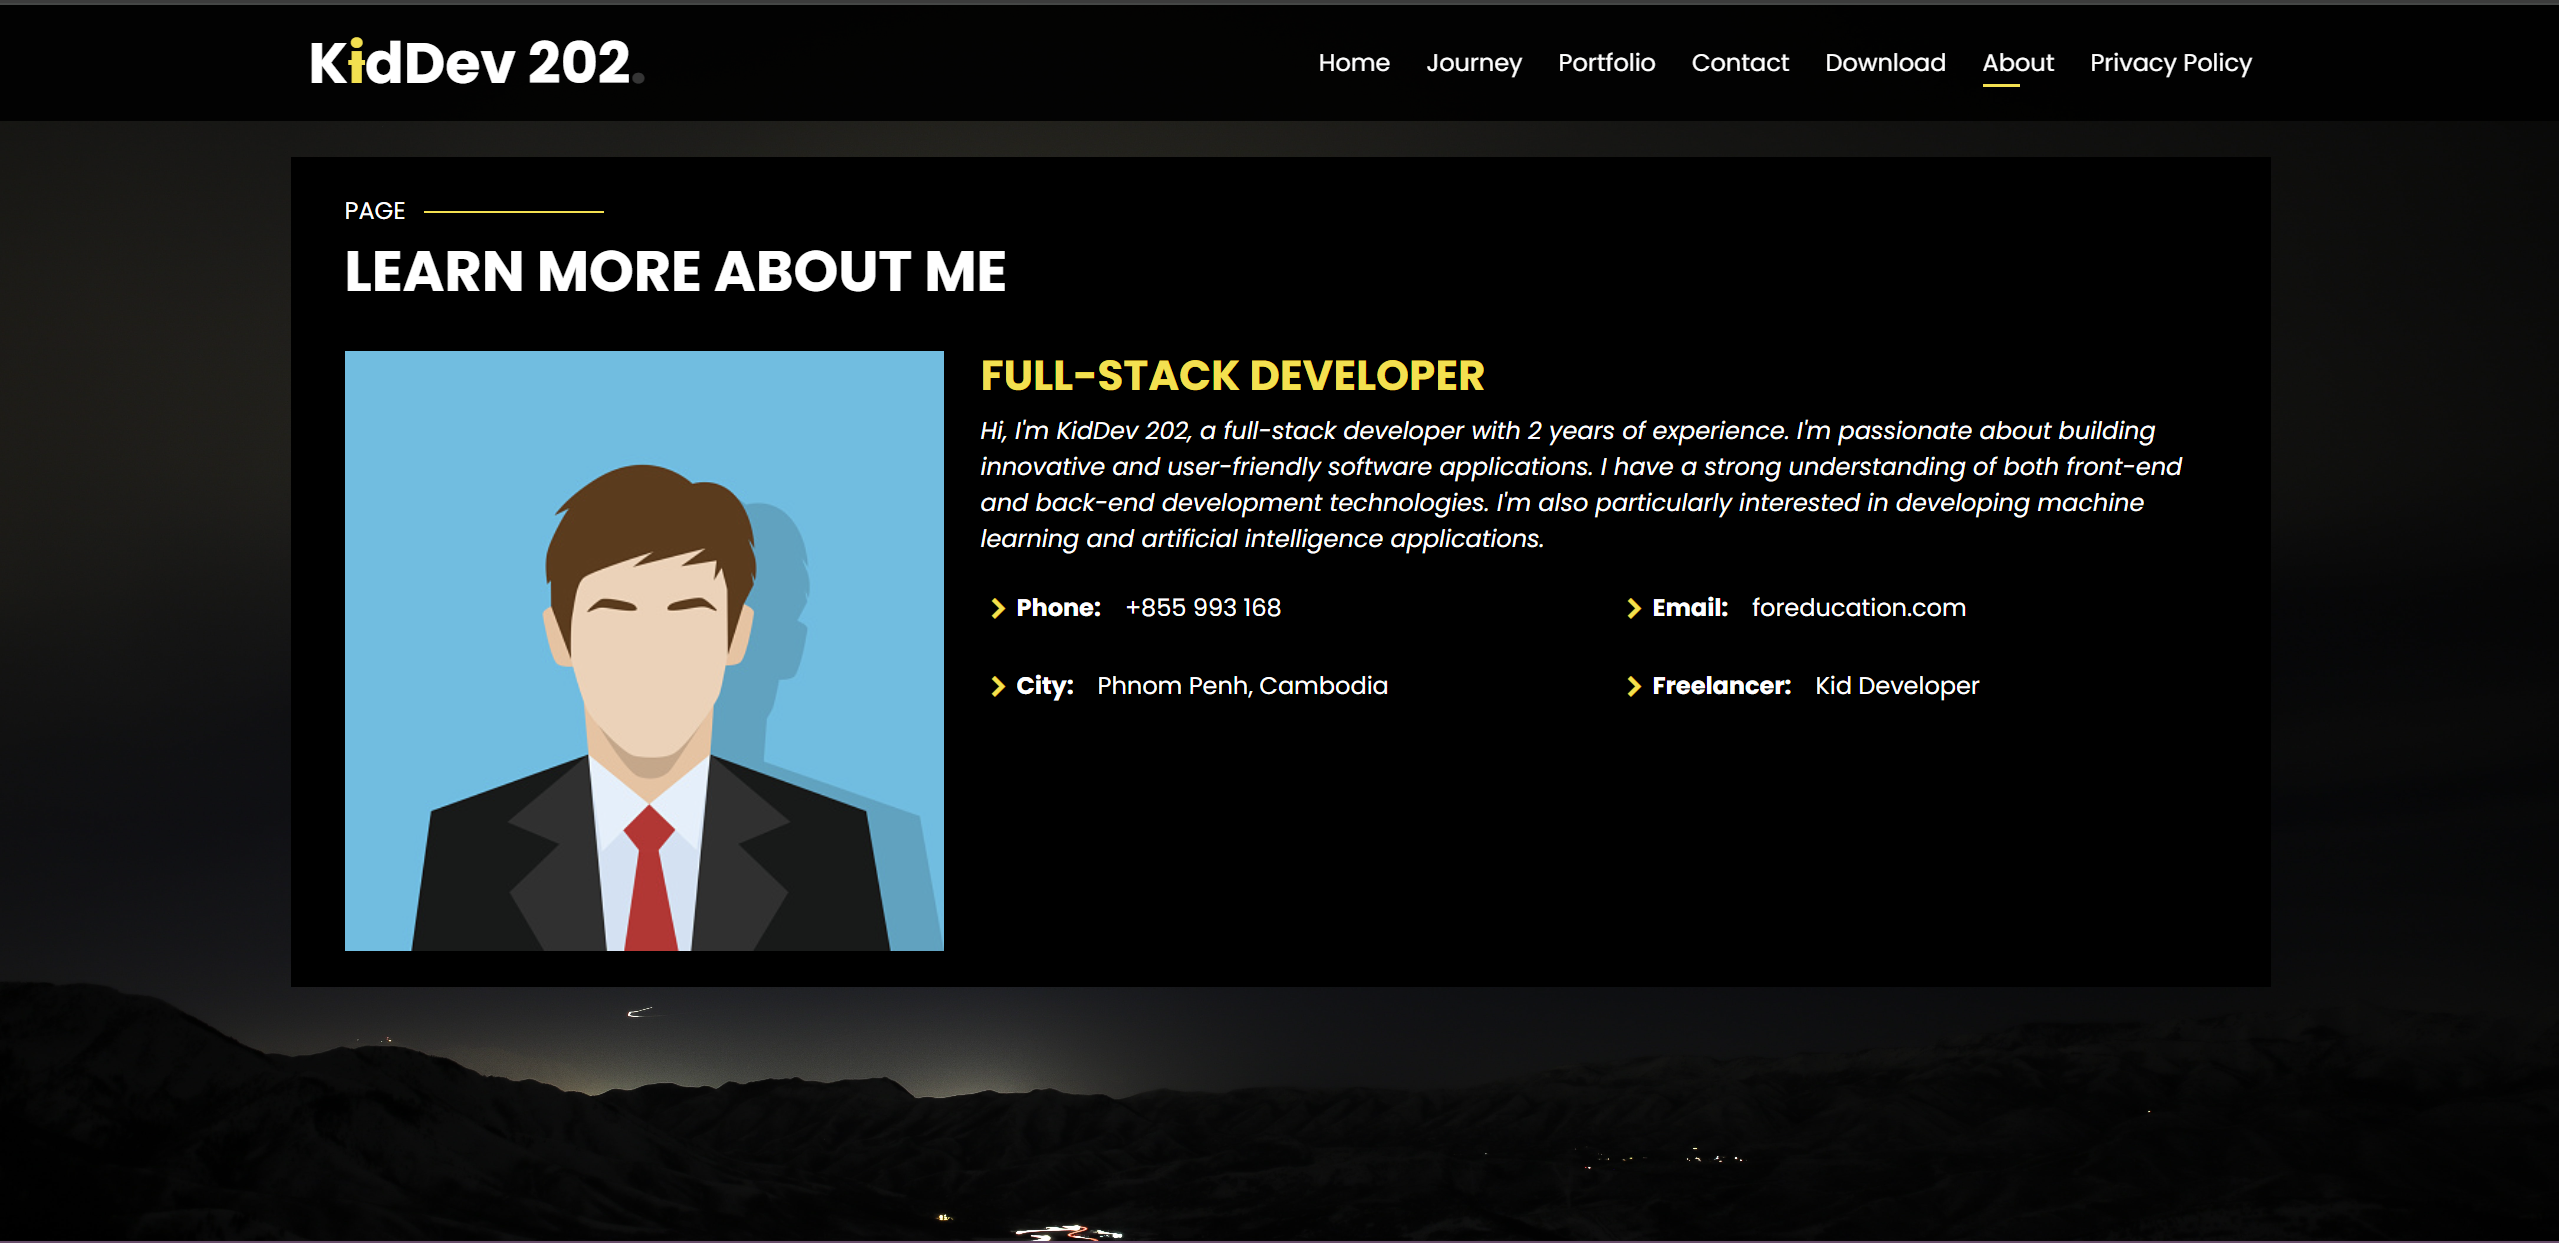 KidDev 202.
Home Journey Portfolio Contact Download About Privacy Policy
PAGE
LEARN MORE ABOUT ME
FULL-STACK DEVELOPER
Hi, I'm KidDev 202, a full-stack developer with 2 years of experience. I'm passionate about building
innovative and user-friendly software applications. I have a strong understanding of both front-end
and back-end development technologies. I'm also particularly interested in developing machine
learning and artificial intelligence applications.
Phone: +855 993 168 Email: foreducation.com
City: Phnom Penh, Cambodia Freelancer: Kid Developer